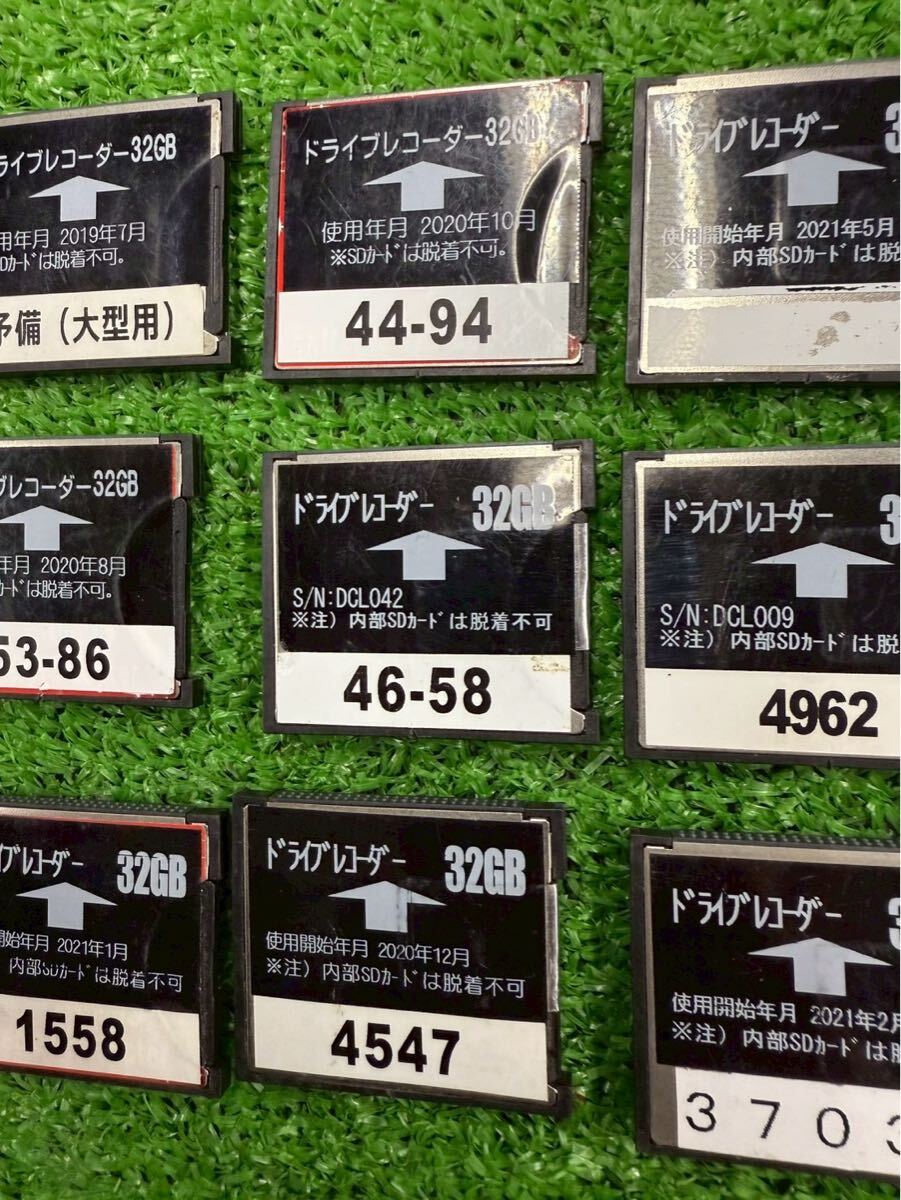 ライブレコーダー32GB
用年月 2019年7月
Dカードは脱着不可。
予備（大型用）
ドライブレコーダー32GB
使用年月 2020年10月
※SDカードは脱着不可。
44-94
ドライブレコーダー 3
使用開始年月 2021年5月
※注） 内部SDカードは脱
ブレコーダー32GB
年月 2020年8月
カードは脱着不可。
53-86
ドライブレコーダー 32GB
S/N:DCL042
※注） 内部SDカードは脱着不可
46-58
ドライブレコーダー 3
S/N:DCL009
※注） 内部SDカードは脱
4962
イブレコーダー 32GB
開始年月 2021年1月
内部SDカードは脱着不可
1558
ドライブレコーダー 32GB
使用開始年月 2020年12月
※注） 内部SDカードは脱着不可
4547
ドライブレコーダー 3
使用開始年月 2021年2月
※注） 内部SDカードは脱
3703